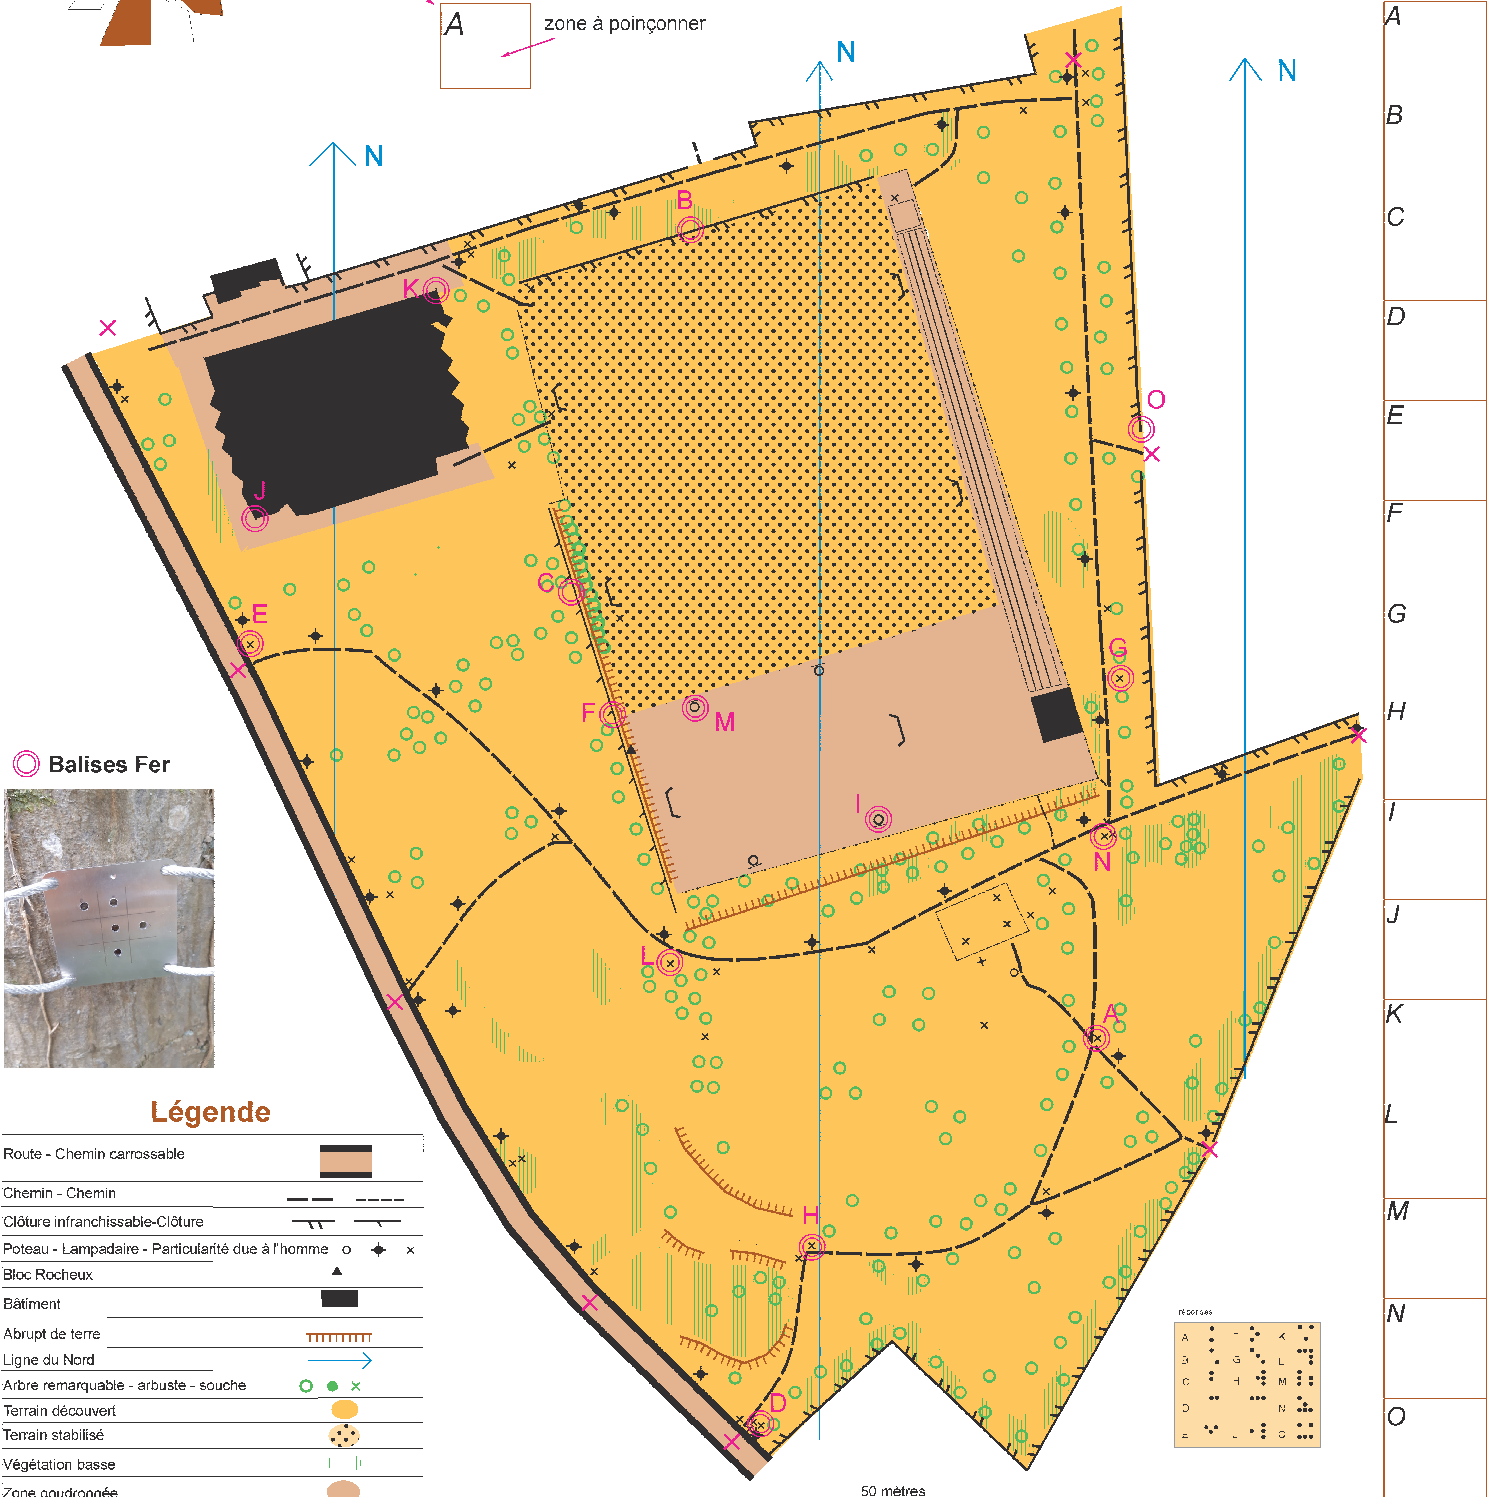 A
zone à poinçonner
N
N
N
B
K
J
O
E
C
G
F
M
I
N
L
A
H
D
A
B
C
D
E
F
G
H
I
J
K
L
M
N
O
Balises Fer
Légende
Route - Chemin carrossable
Chemin - Chemin
Clôture infranchissable-Clôture
Poteau - Lampadaire - Particularité due à l'homme
Bloc Rocheux
Bâtiment
Abrupt de terre
Ligne du Nord
Arbre remarquable - arbuste - souche
Terrain découvert
Terrain stabilisé
Végétation basse
Zone goudronnée
réponses
A F K
B G L
C H M
D N
E O
50 mètres